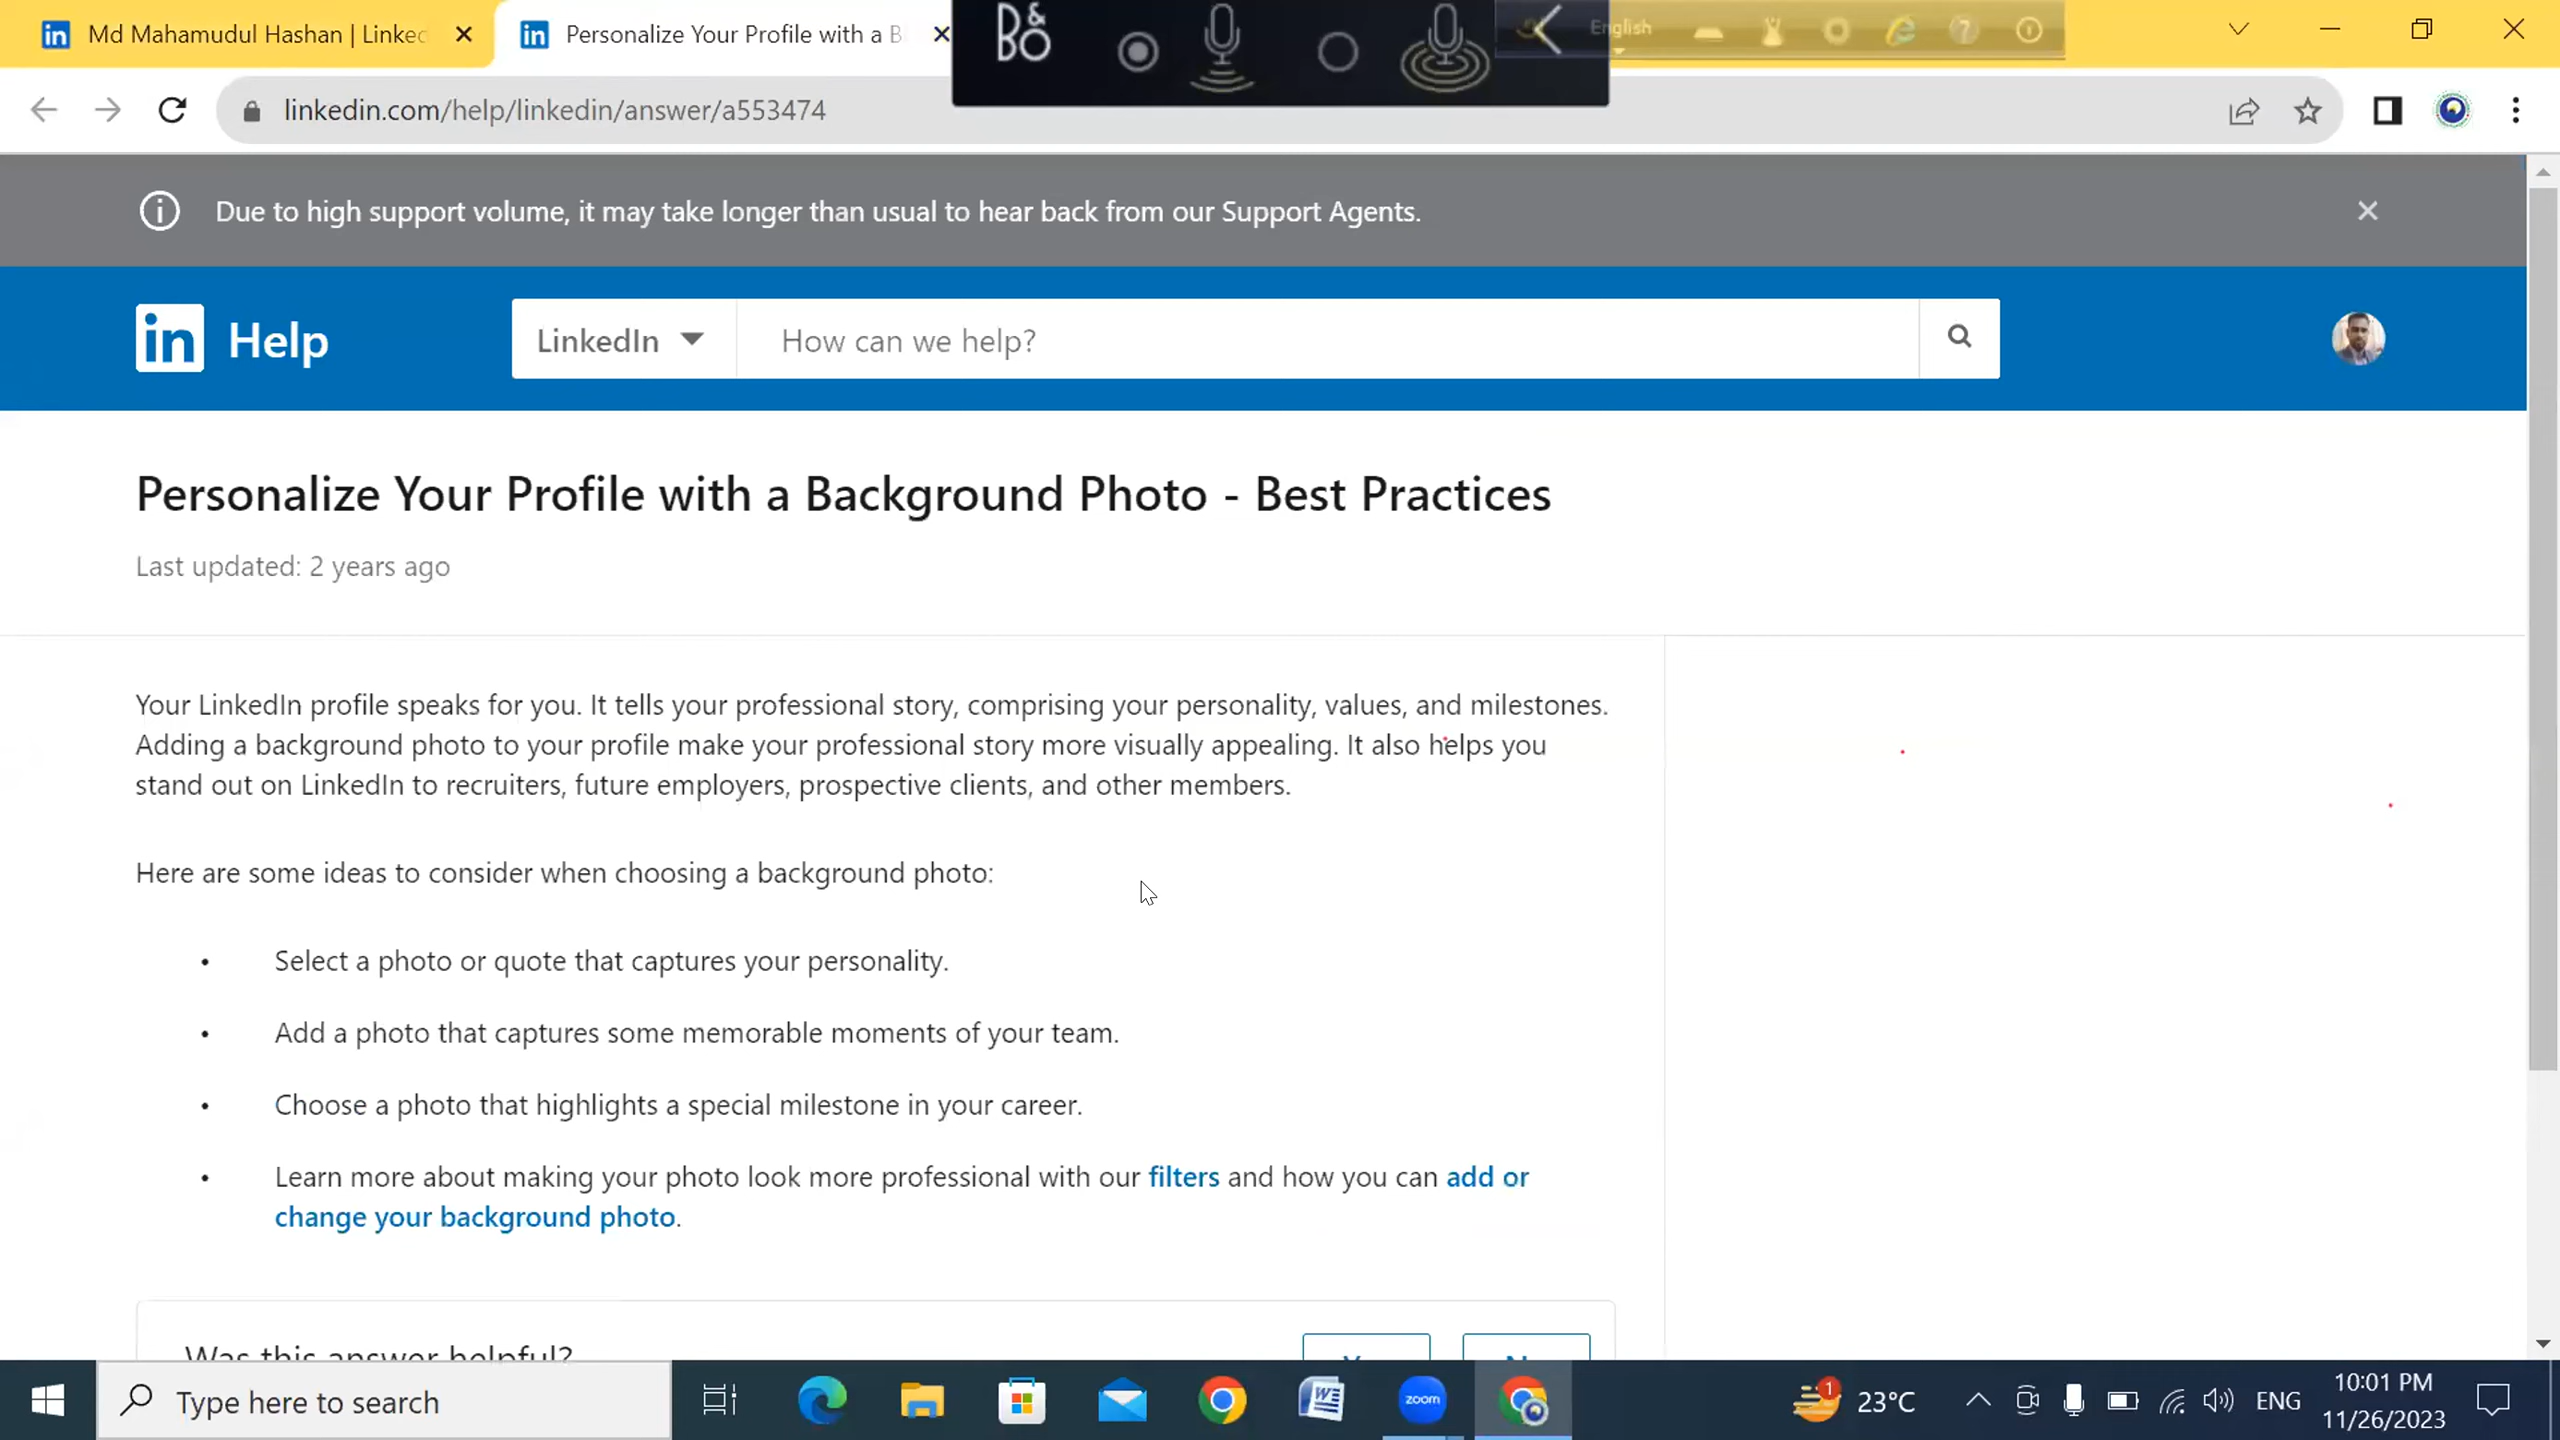 Md Mahamudul Hashan | Linked
Personalize Your Profile with a B
B&O
English
linkedin.com/help/linkedin/answer/a553474
Due to high support volume, it may take longer than usual to hear back from our Support Agents.
in Help
LinkedIn
How can we help?
Personalize Your Profile with a Background Photo - Best Practices
Last updated: 2 years ago
Your LinkedIn profile speaks for you. It tells your professional story, comprising your personality, values, and milestones.
Adding a background photo to your profile make your professional story more visually appealing. It also helps you
stand out on LinkedIn to recruiters, future employers, prospective clients, and other members.
Here are some ideas to consider when choosing a background photo:
• Select a photo or quote that captures your personality.
• Add a photo that captures some memorable moments of your team.
• Choose a photo that highlights a special milestone in your career.
• Learn more about making your photo look more professional with our filters and how you can add or
change your background photo.
Was this answer helpful?
Type here to search
zoom
1
23°C
ENG
10:01 PM
11/26/2023